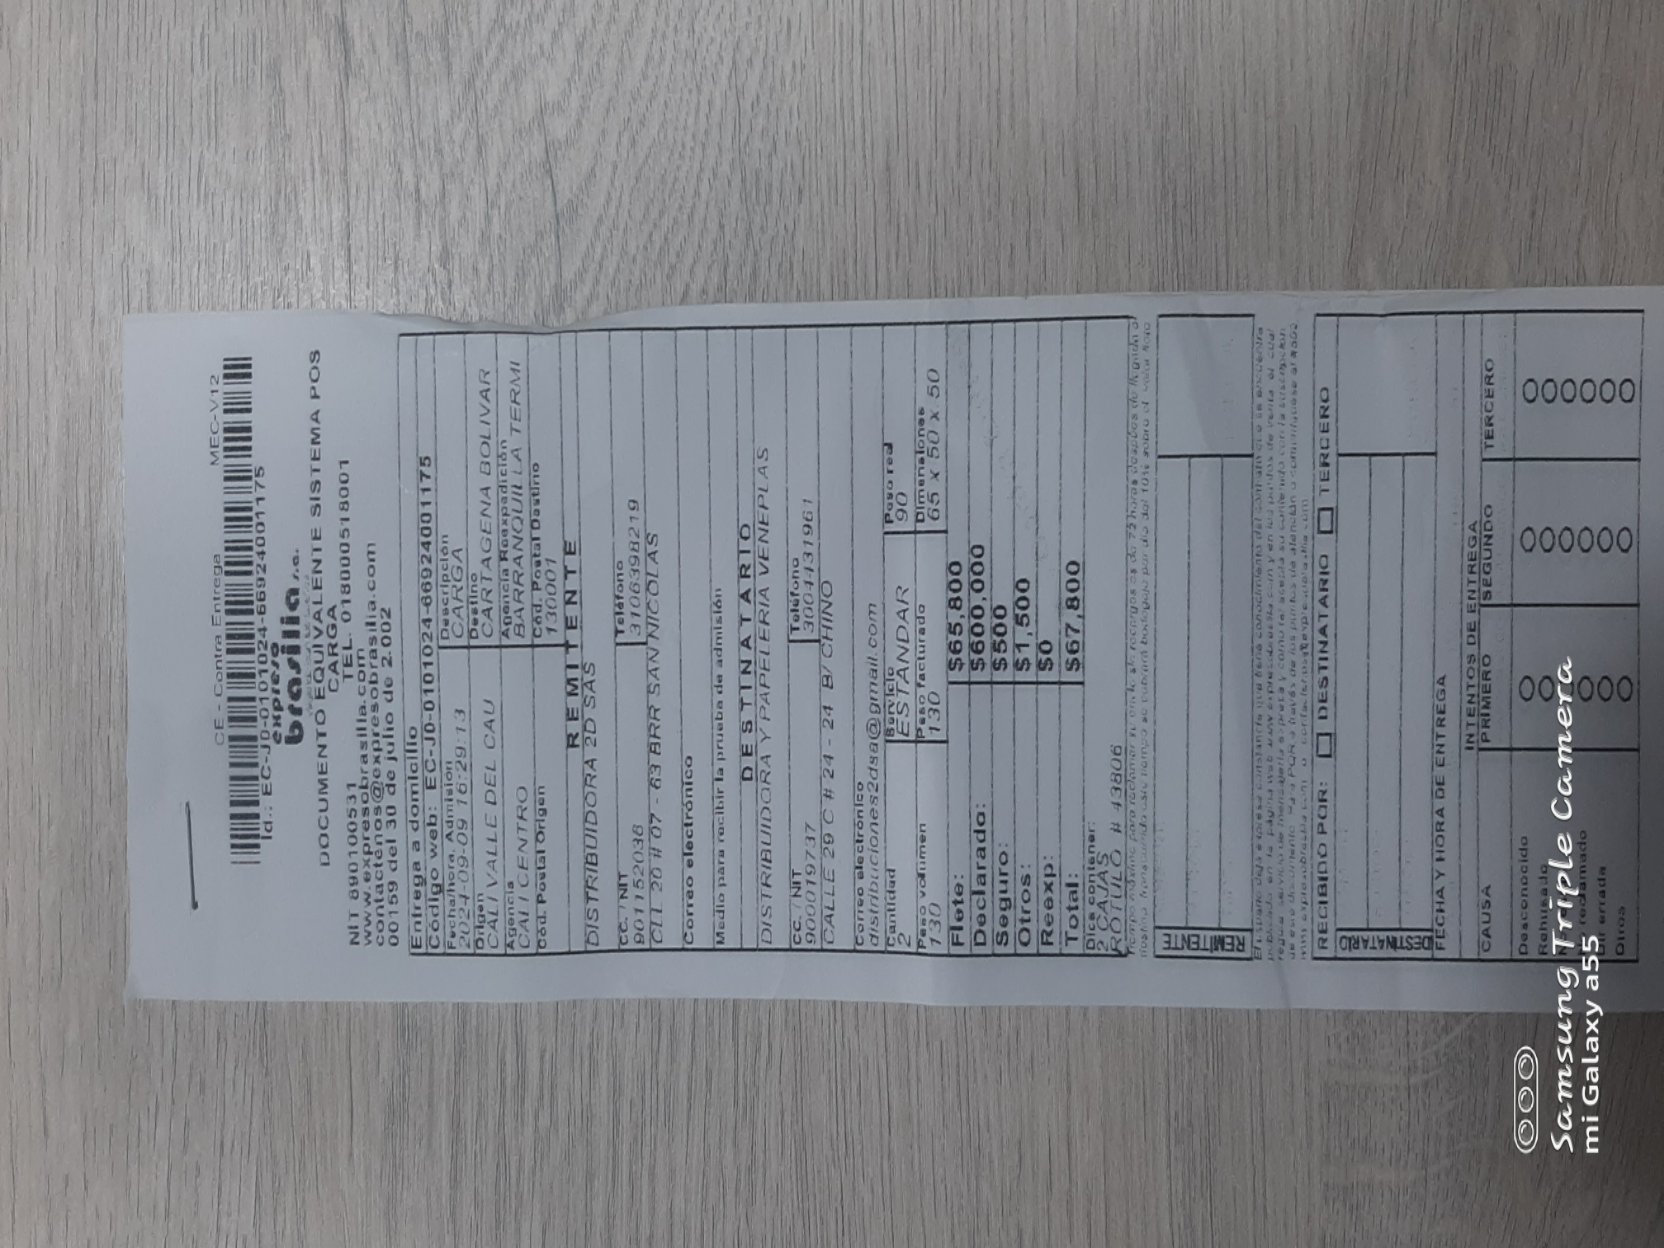 CE - Contra Entrega MEC-V12
Id.: EC-J0-0101024-66924001175
expreso
brasilia s.a.
DOCUMENTO EQUIVALENTE SISTEMA POS
CARGA
NIT 890100531 TEL. 018000518001
www.expresobrasilia.com
contactenos@expresobrasilia.com
00159 del 30 de julio de 2.002
Entrega a domicilio
Código web: EC-J0-0101024-66924001175
Fecha/hora. Admisión Descripción
2024-09-09 16:29:13 CARGA
Origen Destino
CALI VALLE DEL CAU CARTAGENA BOLIVAR
Agencia Agencia Reexpedición
CALI CENTRO BARRANQUILLA TERMI
Cód. Postal Origen Cód. Postal Destino
130001
REMITENTE
DISTRIBUIDORA 2D SAS
CC. / NIT Teléfono
901152038 3106398219
CLL 20 # 07 - 63 BRR SAN NICOLAS
Correo electrónico
Medio para recibir la prueba de admisión
DESTINATARIO
DISTRIBUIDORA Y PAPELERIA VENEPLAS
CC. / NIT Teléfono
900019737 3004431961
CALLE 29 C # 24 - 24 B/ CHINO
Correo electrónico
distribuciones2dsa@gmail.com
Cantidad Servicio Peso real
2 ESTANDAR 90
Peso volumen Peso facturado Dimensiones
130 130 65 x 50 x 50
Flete: $65,800
Declarado: $600,000
Seguro: $500
Otros: $1,500
Reexp: $0
Total: $67,800
Dice contener:
2 CAJAS
ROTULO # 43806
REMITENTE
RECIBIDO POR: DESTINATARIO TERCERO
DESTINATARIO
FECHA Y HORA DE ENTREGA
INTENTOS DE ENTREGA
CAUSA PRIMERO SEGUNDO TERCERO
Desconocido
Rehusado
Otros
Samsung Triple Camera
mi Galaxy a55